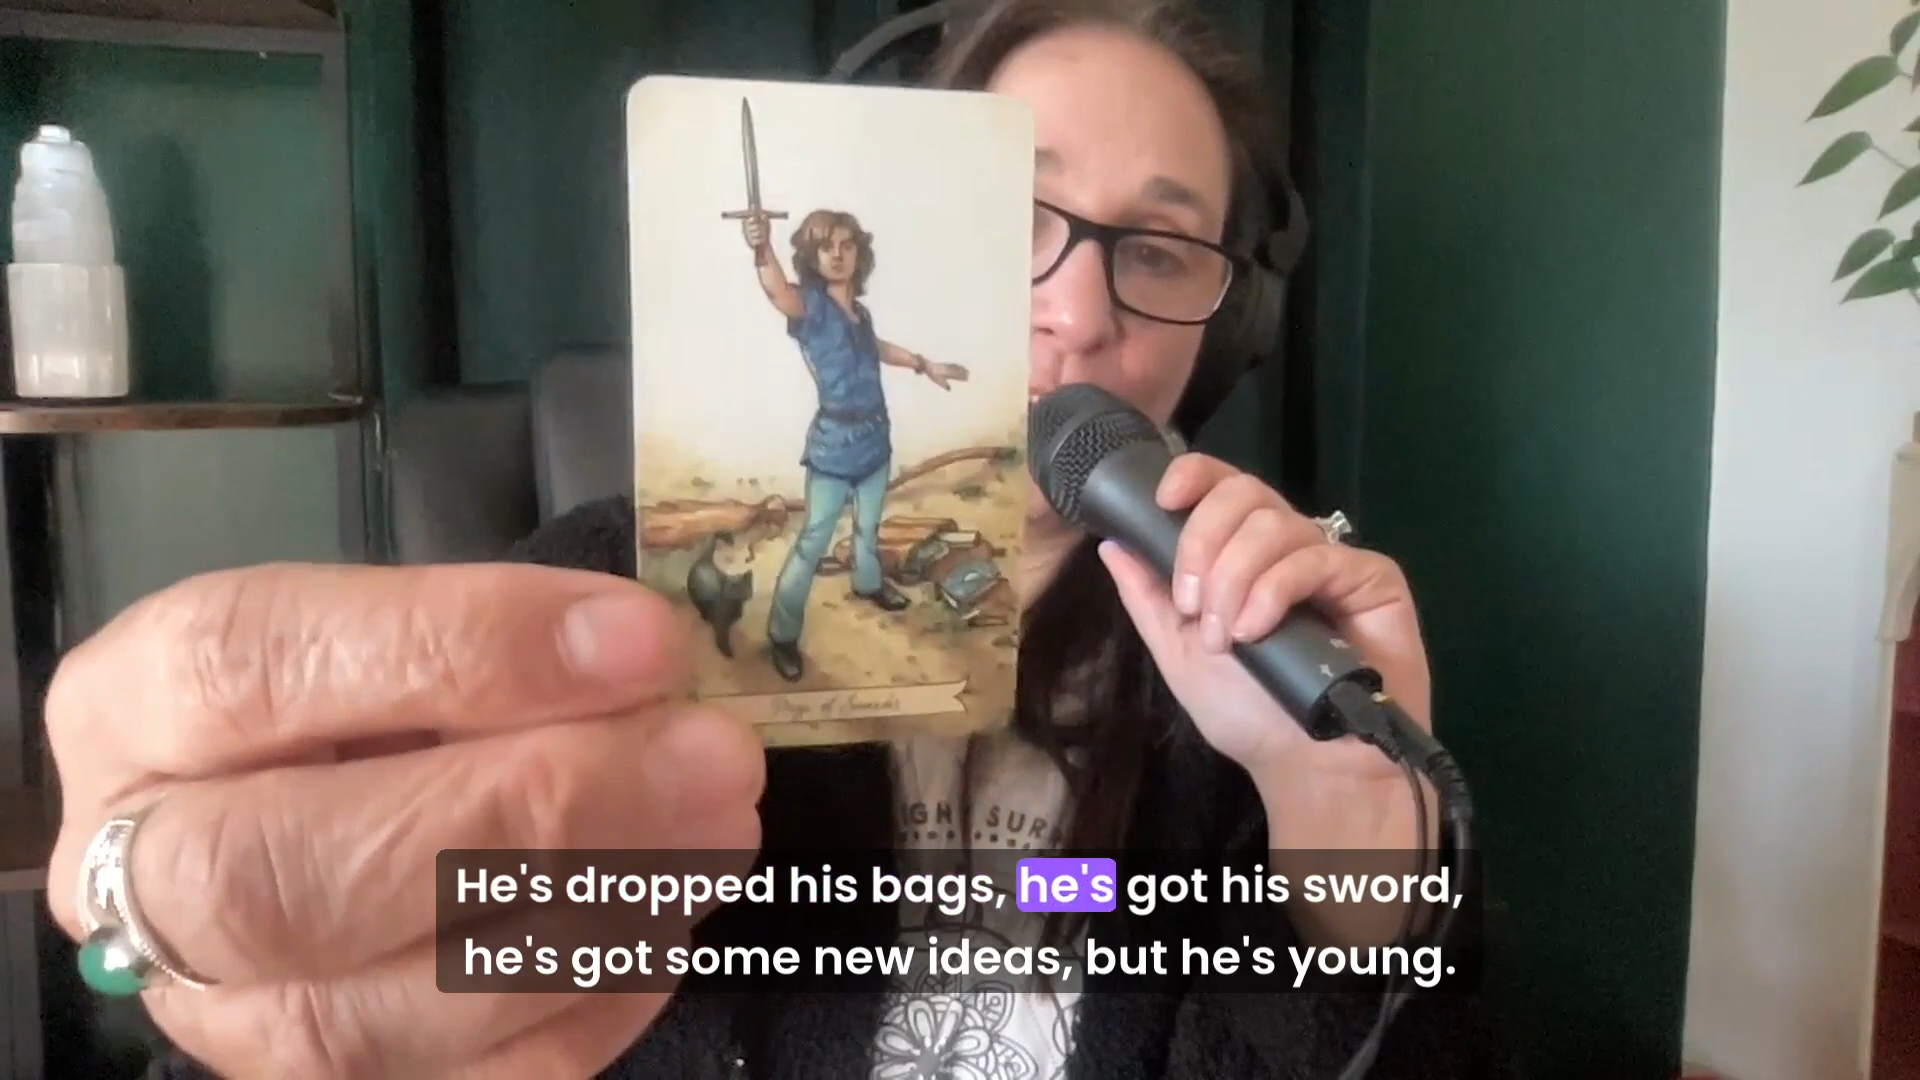 Page of Swords
SUR
He's dropped his bags, he's got his sword,
he's got some new ideas, but he's young.